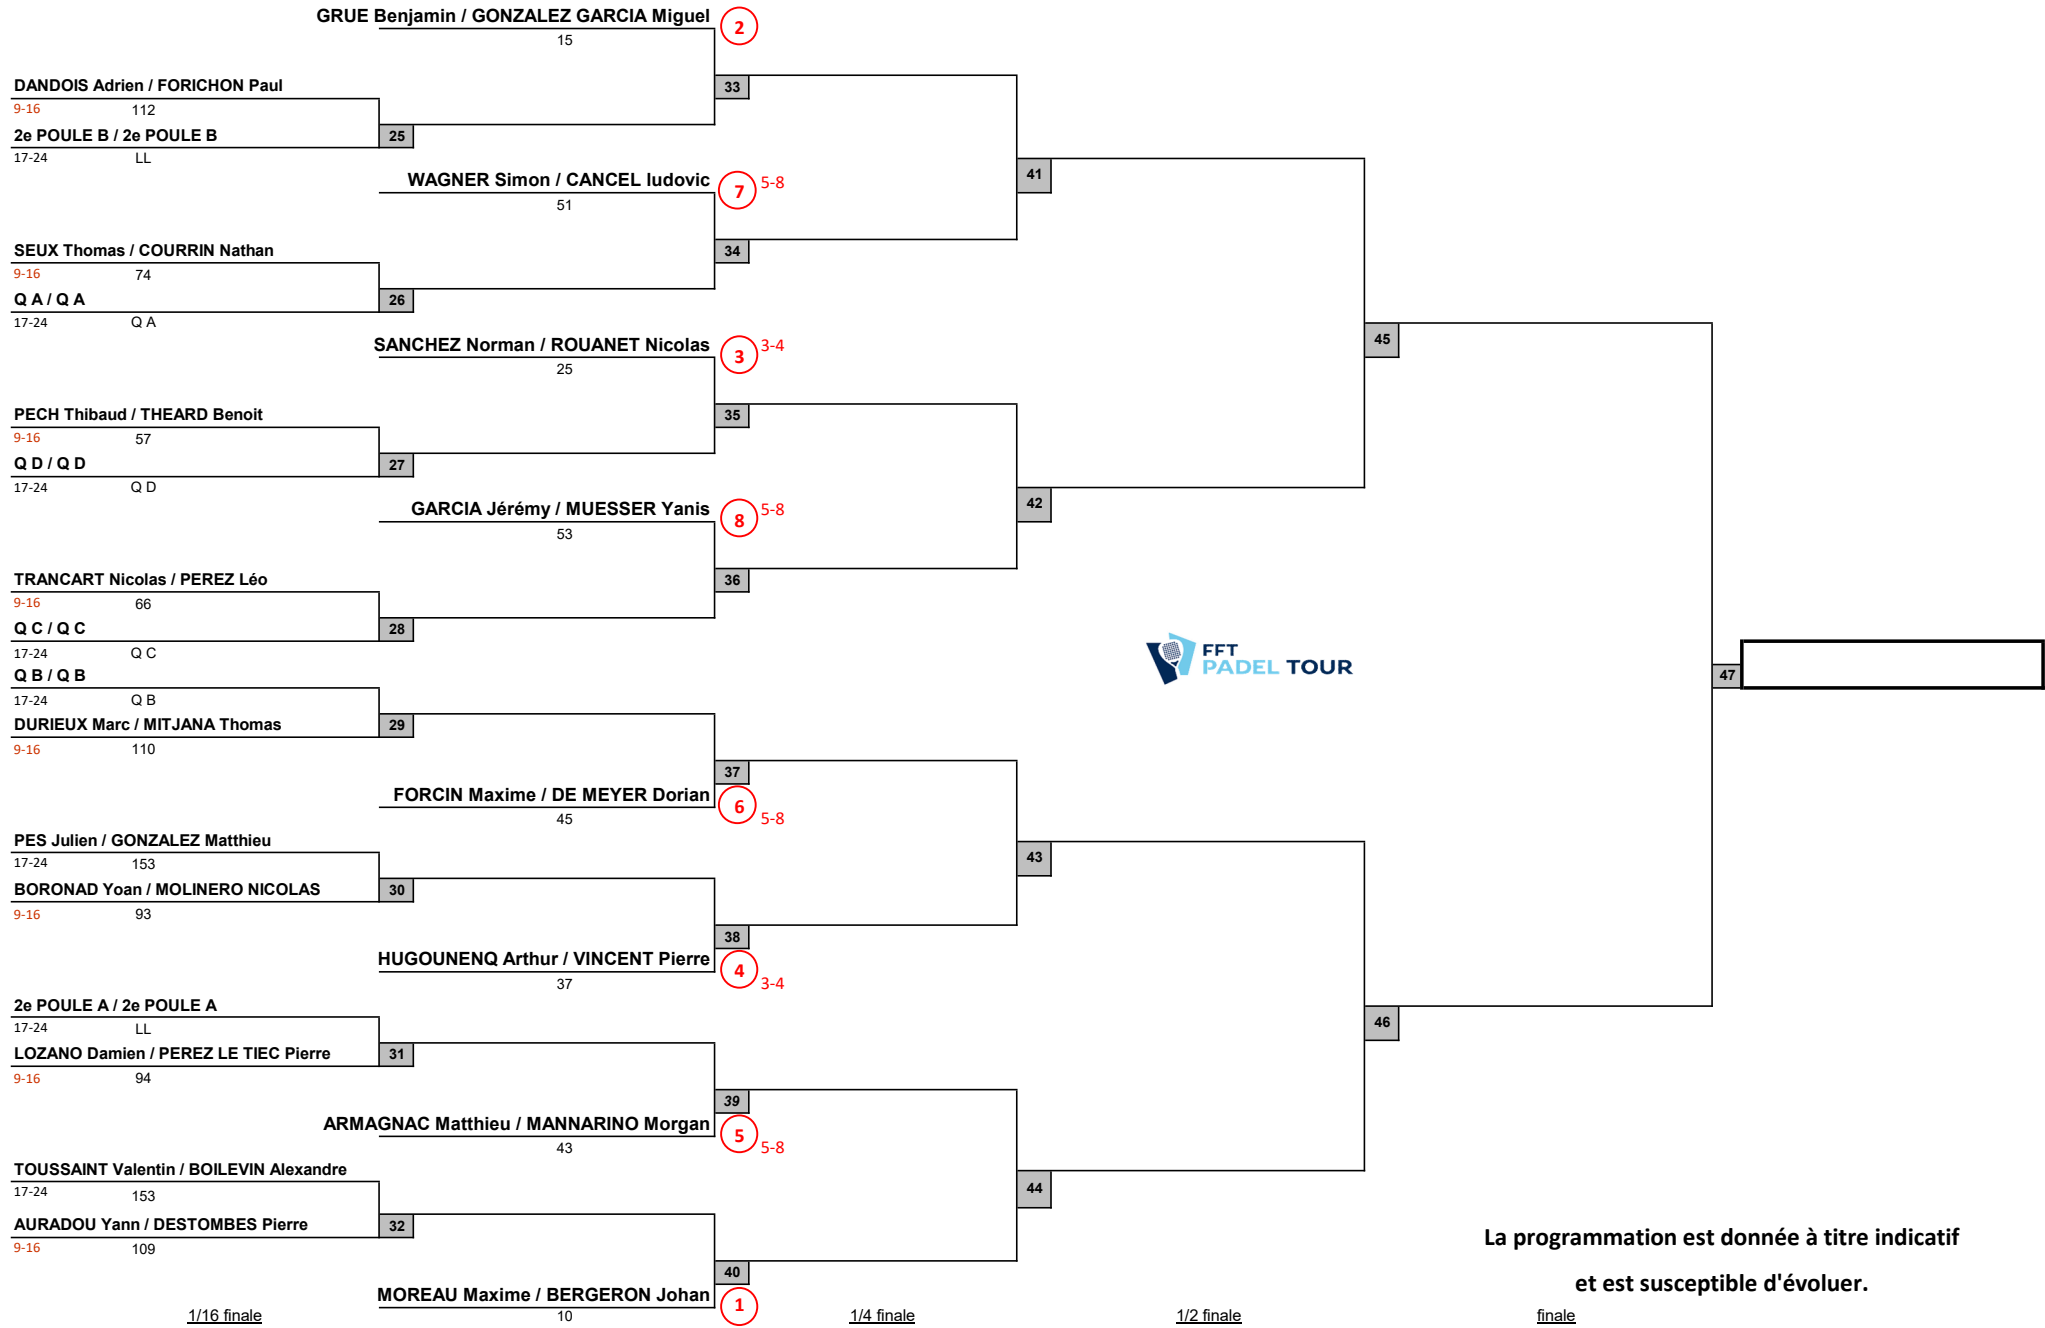 GRUE Benjamin / GONZALEZ GARCIA Miguel
2
15
33
DANDOIS Adrien / FORICHON Paul
9-16 112
2e POULE B / 2e POULE B
25
17-24 LL
WAGNER Simon / CANCEL ludovic
7 5-8
51
41
SEUX Thomas / COURRIN Nathan
34
9-16 74
Q A / Q A
26
17-24 Q A
SANCHEZ Norman / ROUANET Nicolas
3 3-4
25
45
PECH Thibaud / THEARD Benoit
35
9-16 57
Q D / Q D
27
17-24 Q D
GARCIA Jérémy / MUESSER Yanis
8 5-8
53
42
TRANCART Nicolas / PEREZ Léo
36
9-16 66
Q C / Q C
28
17-24 Q C
FFT
PADEL TOUR
Q B / Q B
47
17-24 Q B
DURIEUX Marc / MITJANA Thomas
29
9-16 110
37
FORCIN Maxime / DE MEYER Dorian
6 5-8
45
PES Julien / GONZALEZ Matthieu
43
17-24 153
BORONAD Yoan / MOLINERO NICOLAS
30
9-16 93
38
HUGOUNENQ Arthur / VINCENT Pierre
4 3-4
37
2e POULE A / 2e POULE A
46
17-24 LL
LOZANO Damien / PEREZ LE TIEC Pierre
31
9-16 94
39
ARMAGNAC Matthieu / MANNARINO Morgan
5 5-8
43
TOUSSAINT Valentin / BOILEVIN Alexandre
44
17-24 153
AURADOU Yann / DESTOMBES Pierre
32
9-16 109
La programmation est donnée à titre indicatif
et est susceptible d'évoluer.
40
MOREAU Maxime / BERGERON Johan
1
10
1/16 finale 1/4 finale 1/2 finale finale